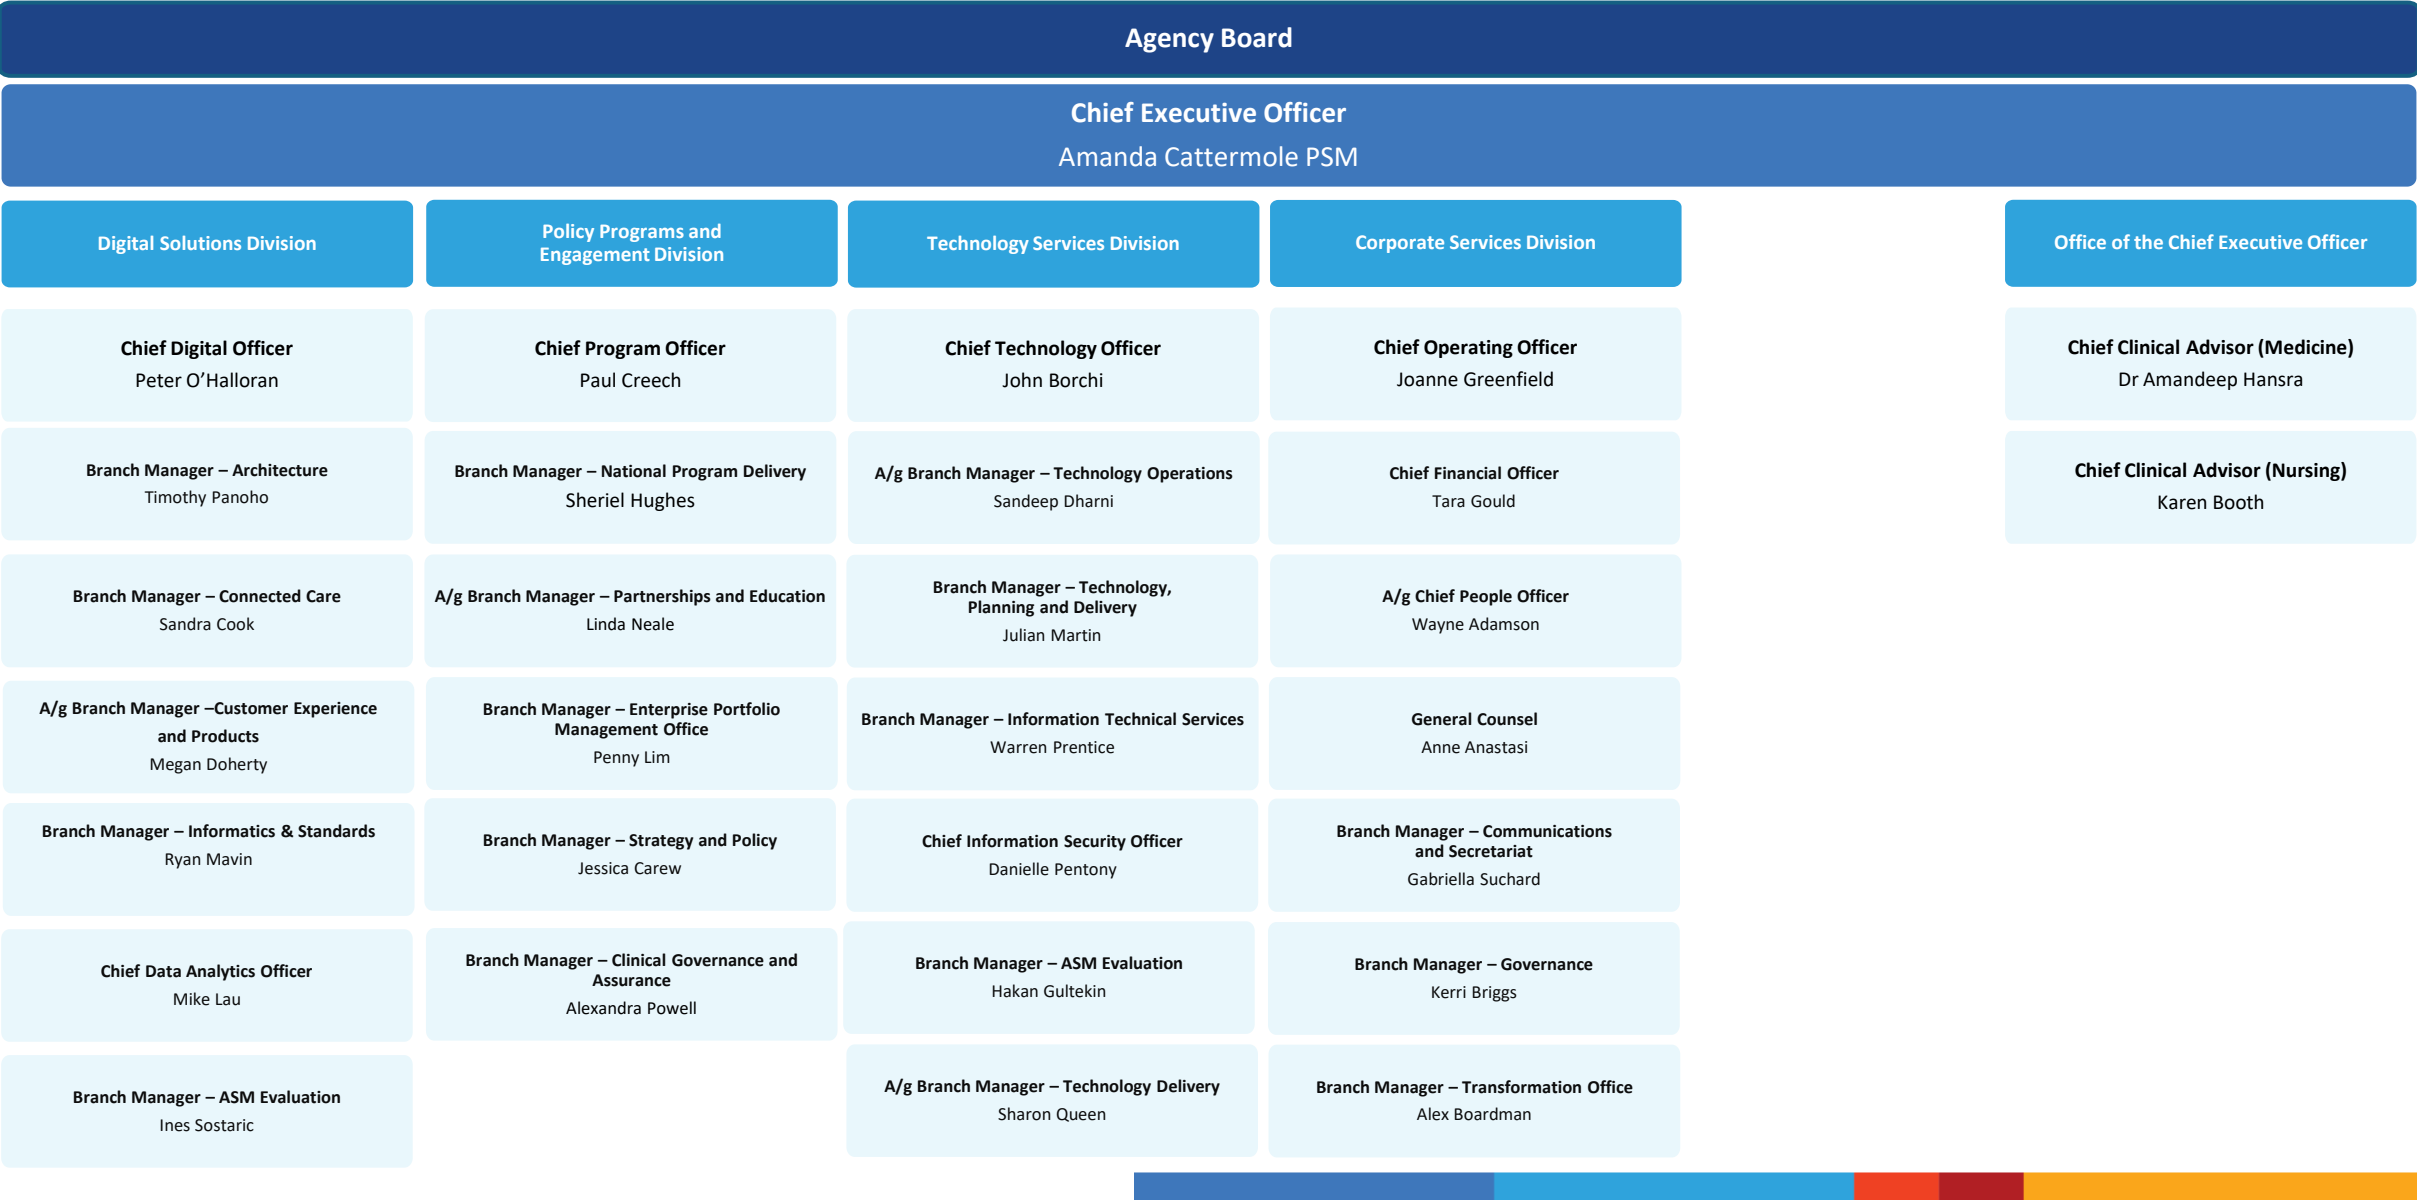 Agency Board
Chief Executive Officer
Amanda Cattermole PSM
Digital Solutions Division
Chief Digital Officer
Peter O’Halloran
Branch Manager – Architecture
Timothy Panoho
Branch Manager – Connected Care
Sandra Cook
A/g Branch Manager –Customer Experience
and Products
Megan Doherty
Branch Manager – Informatics & Standards
Ryan Mavin
Chief Data Analytics Officer
Mike Lau
Branch Manager – ASM Evaluation
Ines Sostaric
Policy Programs and
Engagement Division
Chief Program Officer
Paul Creech
Branch Manager – National Program Delivery
Sheriel Hughes
A/g Branch Manager – Partnerships and Education
Linda Neale
Branch Manager – Enterprise Portfolio
Management Office
Penny Lim
Branch Manager – Strategy and Policy
Jessica Carew
Branch Manager – Clinical Governance and
Assurance
Alexandra Powell
Technology Services Division
Chief Technology Officer
John Borchi
A/g Branch Manager – Technology Operations
Sandeep Dharni
Branch Manager – Technology,
Planning and Delivery
Julian Martin
Branch Manager – Information Technical Services
Warren Prentice
Chief Information Security Officer
Danielle Pentony
Branch Manager – ASM Evaluation
Hakan Gultekin
A/g Branch Manager – Technology Delivery
Sharon Queen
Corporate Services Division
Chief Operating Officer
Joanne Greenfield
Chief Financial Officer
Tara Gould
A/g Chief People Officer
Wayne Adamson
General Counsel
Anne Anastasi
Branch Manager – Communications
and Secretariat
Gabriella Suchard
Branch Manager – Governance
Kerri Briggs
Branch Manager – Transformation Office
Alex Boardman
Office of the Chief Executive Officer
Chief Clinical Advisor (Medicine)
Dr Amandeep Hansra
Chief Clinical Advisor (Nursing)
Karen Booth